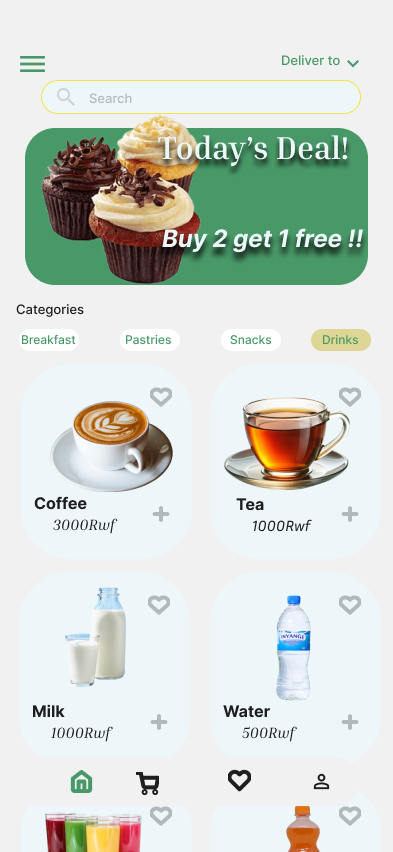 Deliver to
Search
Today's Deal!
Buy 2 get 1 free !!
Categories
Breakfast
Pastries
Snacks
Drinks
Coffee
3000Rwf
Tea
1000Rwf
INYANGE
Milk
1000Rwf
Water
500Rwf